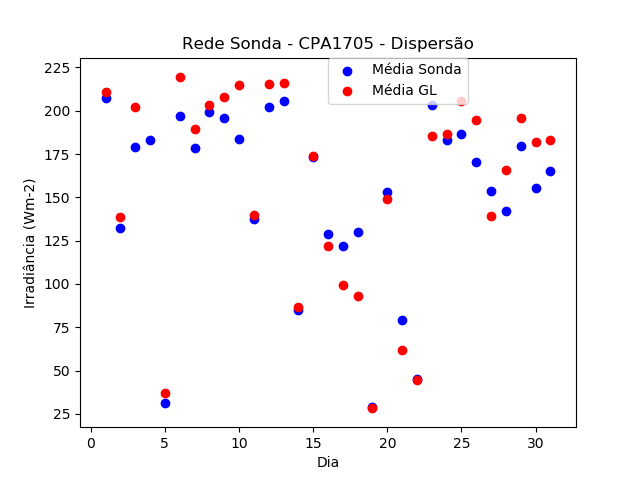 Rede Sonda - CPA1705 - Dispersão
Média Sonda
Média GL
Irradiância (Wm-2)
225
200
175
150
125
100
75
50
25
0 5 10 15 20 25 30
Dia